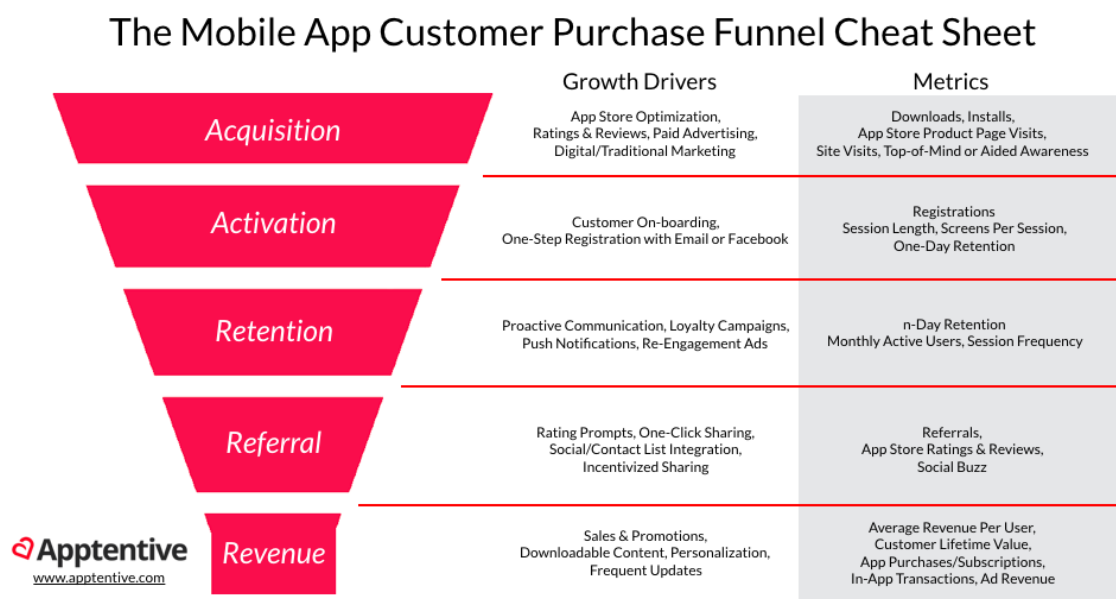 The Mobile App Customer Purchase Funnel Cheat Sheet
Growth Drivers
Metrics
Acquisition
App Store Optimization,
Ratings & Reviews, Paid Advertising,
Digital/Traditional Marketing
Downloads, Installs,
App Store Product Page Visits,
Site Visits, Top-of-Mind or Aided Awareness
Activation
Customer On-boarding,
One-Step Registration with Email or Facebook
Registrations
Session Length, Screens Per Session,
One-Day Retention
Retention
Proactive Communication, Loyalty Campaigns,
Push Notifications, Re-Engagement Ads
n-Day Retention
Monthly Active Users, Session Frequency
Referral
Rating Prompts, One-Click Sharing,
Social/Contact List Integration,
Incentivized Sharing
Referrals,
App Store Ratings & Reviews,
Social Buzz
Revenue
Sales & Promotions,
Downloadable Content, Personalization,
Frequent Updates
Average Revenue Per User,
Customer Lifetime Value,
App Purchases/Subscriptions,
In-App Transactions, Ad Revenue
Apptentive
www.apptentive.com